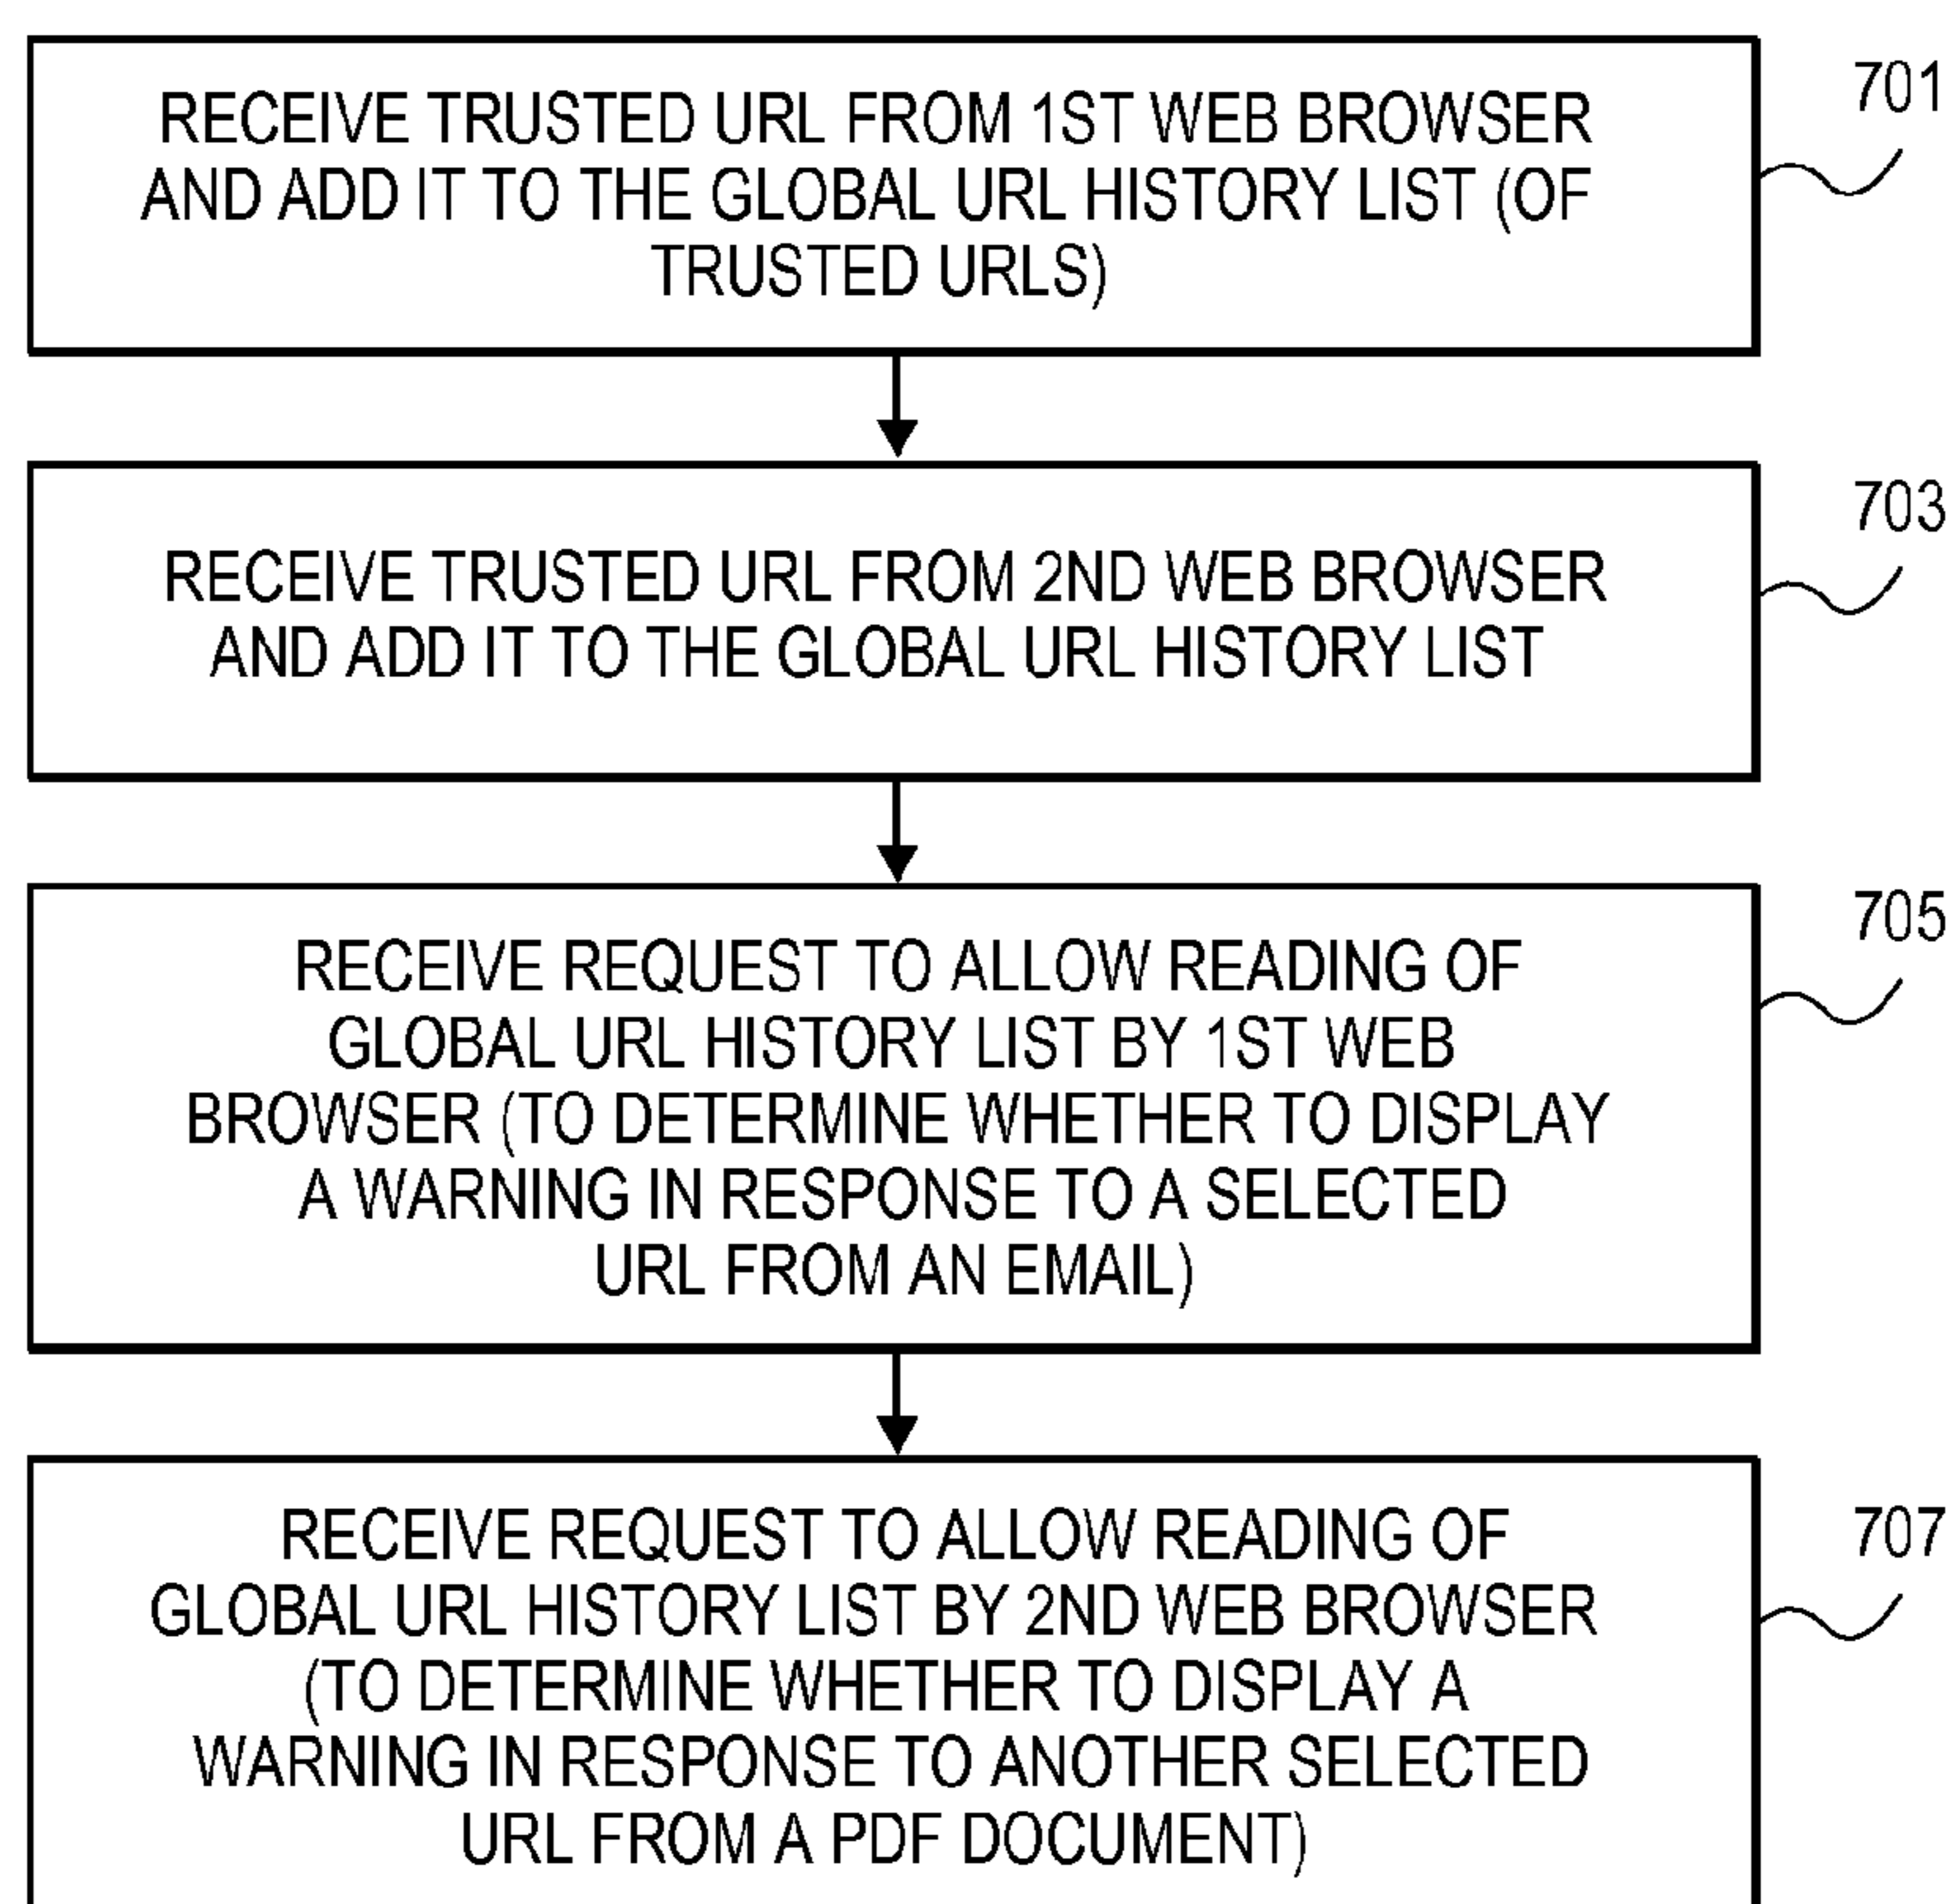 RECEIVE TRUSTED URL FROM 1ST WEB BROWSER
AND ADD IT TO THE GLOBAL URL HISTORY LIST (OF
TRUSTED URLS)
701
RECEIVE TRUSTED URL FROM 2ND WEB BROWSER
AND ADD IT TO THE GLOBAL URL HISTORY LIST
703
RECEIVE REQUEST TO ALLOW READING OF
GLOBAL URL HISTORY LIST BY 1ST WEB
BROWSER (TO DETERMINE WHETHER TO DISPLAY
A WARNING IN RESPONSE TO A SELECTED
URL FROM AN EMAIL)
705
RECEIVE REQUEST TO ALLOW READING OF
GLOBAL URL HISTORY LIST BY 2ND WEB BROWSER
(TO DETERMINE WHETHER TO DISPLAY A
WARNING IN RESPONSE TO ANOTHER SELECTED
URL FROM A PDF DOCUMENT)
707